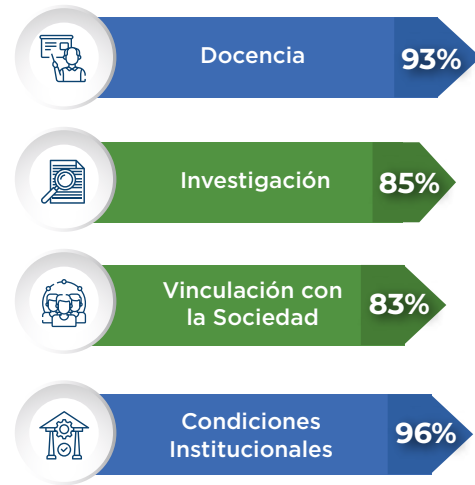 Docencia 93%
Investigación 85%
Vinculación con
la Sociedad 83%
Condiciones
Institucionales 96%